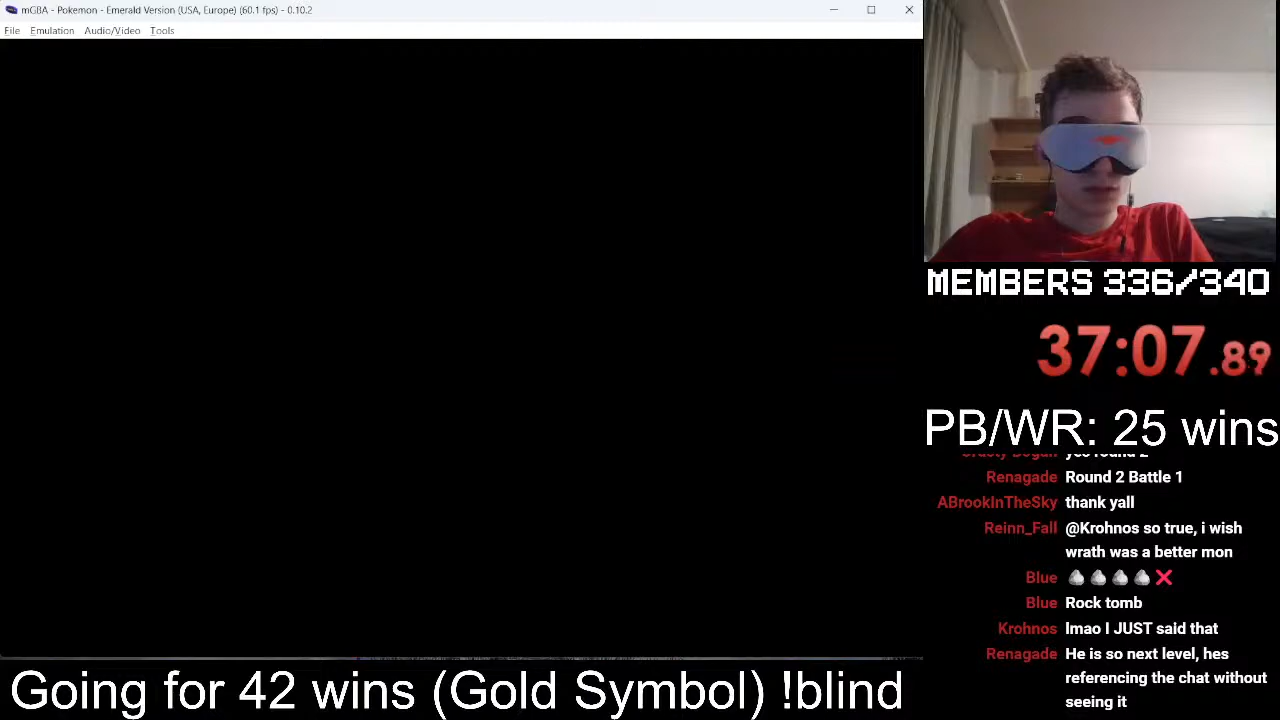 mGBA - Pokemon - Emerald Version (USA, Europe) (60.1 fps) - 0.10.2
File Emulation Audio/Video Tools
MEMBERS 336/340
37:07.89
PB/WR: 25 wins
Renagade Round 2 Battle 1
ABrookInTheSky thank yall
Reinn_Fall @Krohnos so true, i wish
wrath was a better mon
Blue
Blue Rock tomb
Krohnos lmao I JUST said that
Renagade He is so next level, hes
referencing the chat without
seeing it
Going for 42 wins (Gold Symbol) !blind